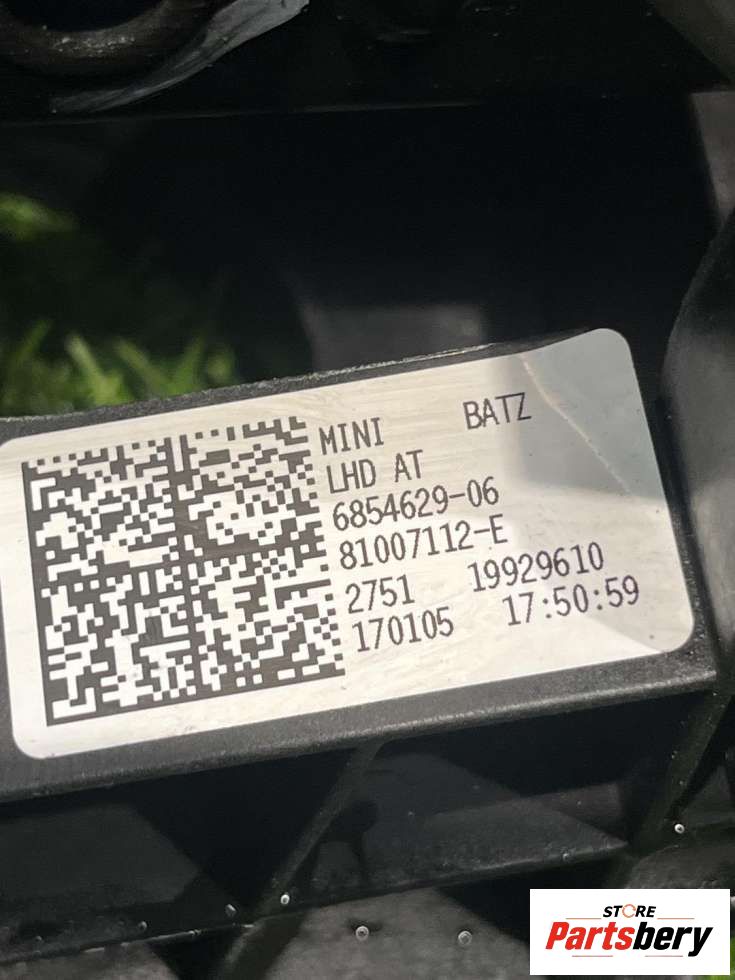 MINI BATZ
LHD AT
6854629-06
81007112-E
2751 19929610
170105 17:50:59
STORE
Partsbery